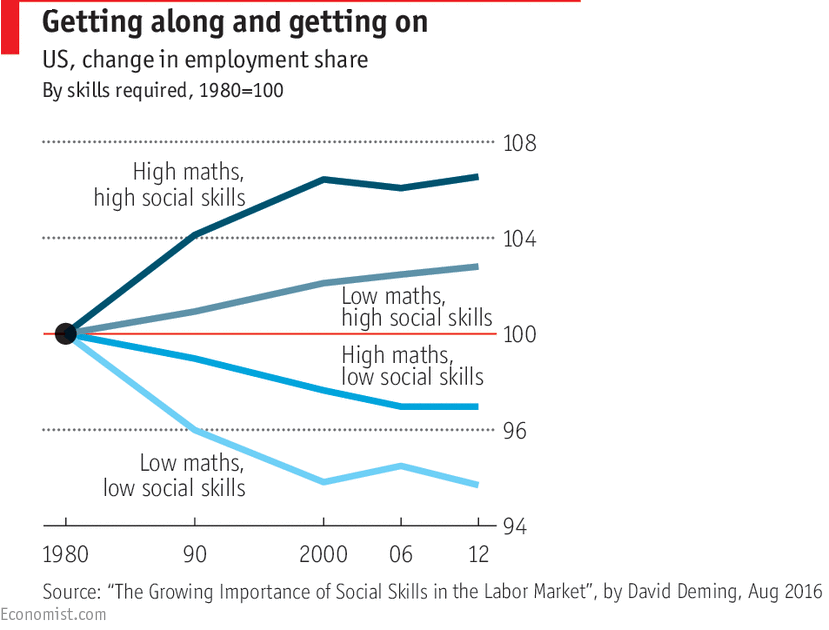 Getting along and getting on
US, change in employment share
By skills required, 1980=100
108
High maths,
high social skills
104
Low maths,
high social skills
100
High maths,
low social skills
96
Low maths,
low social skills
94
1980 90 2000 06 12
Source: “The Growing Importance of Social Skills in the Labor Market”, by David Deming, Aug 2016
Economist.com